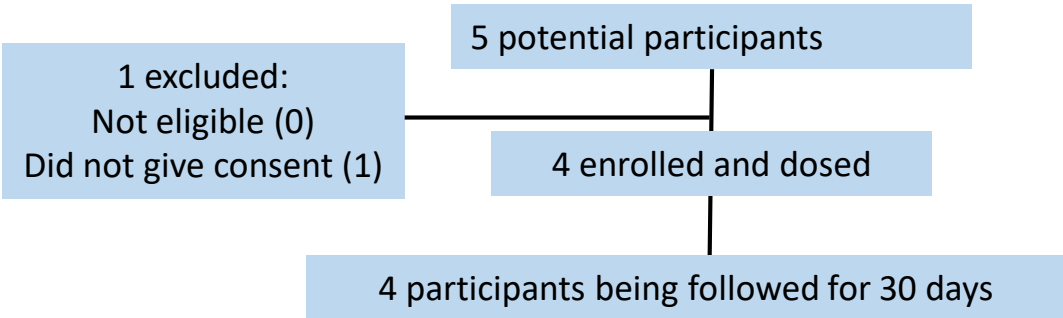 5 potential participants
1 excluded:
Not eligible (0)
Did not give consent (1)
4 enrolled and dosed
4 participants being followed for 30 days